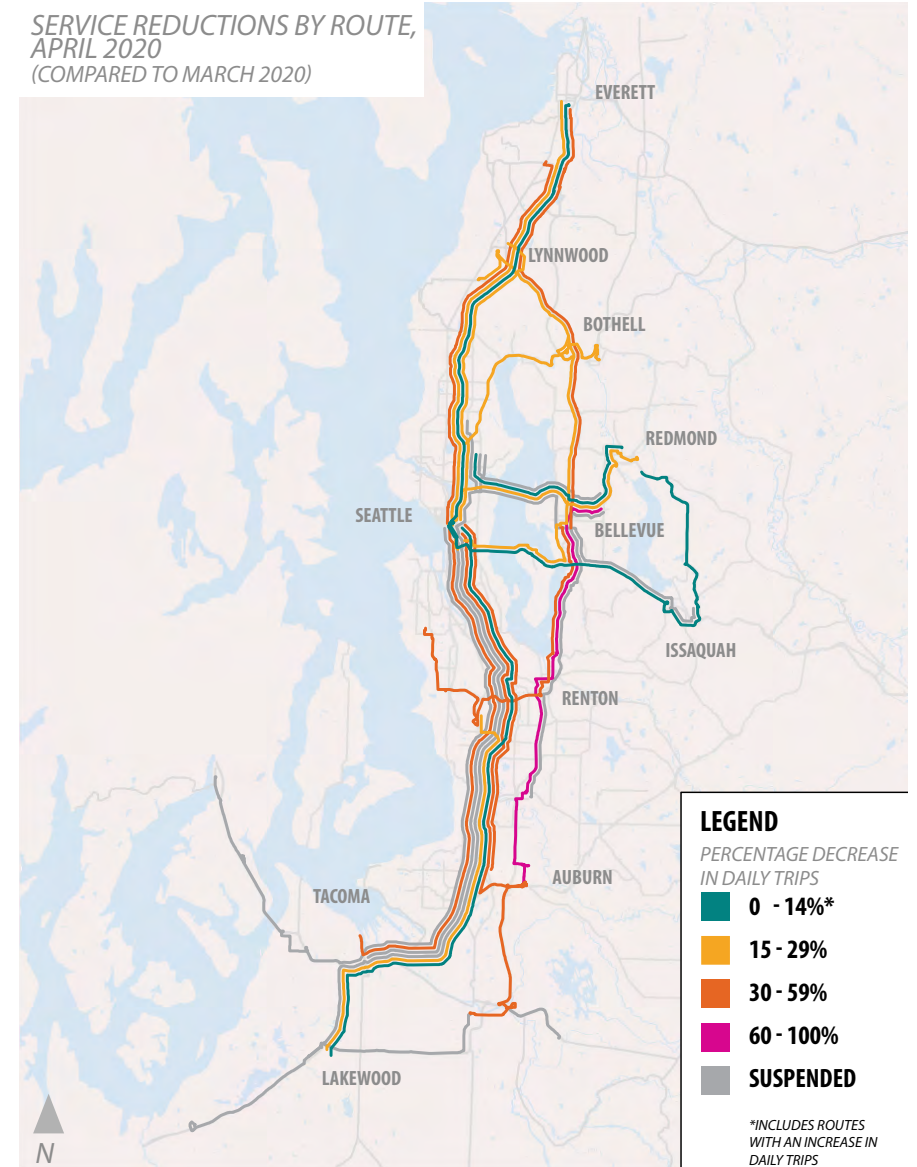 SERVICE REDUCTIONS BY ROUTE,
APRIL 2020
(COMPARED TO MARCH 2020)
EVERETT
LYNNWOOD
BOTHELL
REDMOND
SEATTLE
BELLEVUE
ISSAQUAH
RENTON
AUBURN
TACOMA
LAKEWOOD
N
LEGEND
PERCENTAGE DECREASE
IN DAILY TRIPS
0 - 14%*
15 - 29%
30 - 59%
60 - 100%
SUSPENDED
*INCLUDES ROUTES
WITH AN INCREASE IN
DAILY TRIPS